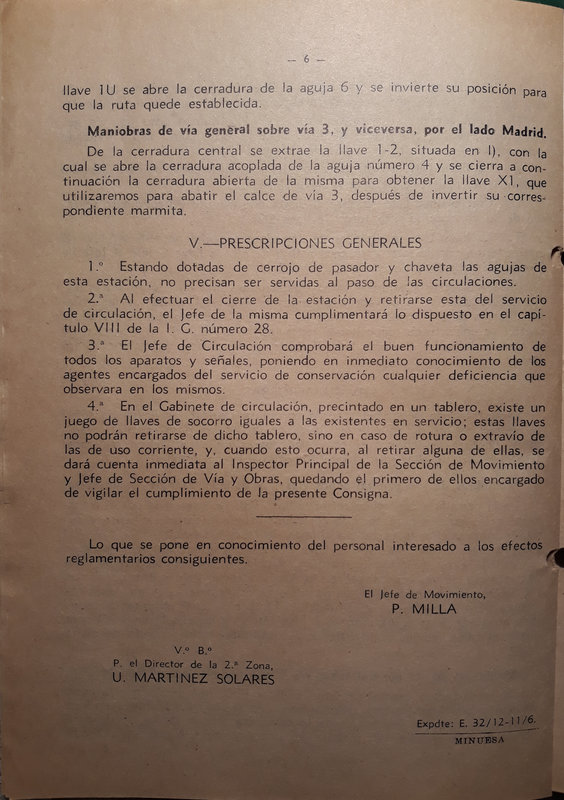 — 6 —
llave 1U se abre la cerradura de la aguja 6 y se invierte su posición para
que la ruta quede establecida.
Maniobras de vía general sobre vía 3, y viceversa, por el lado Madrid.
De la cerradura central se extrae la llave 1-2, situada en I), con la
cual se abre la cerradura acoplada de la aguja número 4 y se cierra a con-
tinuación la cerradura abierta de la misma para obtener la llave X1, que
utilizaremos para abatir el calce de vía 3, después de invertir su corres-
pondiente marmita.
V.—PRESCRIPCIONES GENERALES
1.º Estando dotadas de cerrojo de pasador y chaveta las agujas de
esta estación, no precisan ser servidas al paso de las circulaciones.
2.ª Al efectuar el cierre de la estación y retirarse esta del servicio
de circulación, el Jefe de la misma cumplimentará lo dispuesto en el capí-
tulo VIII de la I. G. número 28.
3.ª El Jefe de Circulación comprobará el buen funcionamiento de
todos los aparatos y señales, poniendo en inmediato conocimiento de los
agentes encargados del servicio de conservación cualquier deficiencia que
observara en los mismos.
4.ª En el Gabinete de circulación, precintado en un tablero, existe un
juego de llaves de socorro iguales a las existentes en servicio; estas llaves
no podrán retirarse de dicho tablero, sino en caso de rotura o extravío de
las de uso corriente, y, cuando esto ocurra, al retirar alguna de ellas, se
dará cuenta inmediata al Inspector Principal de la Sección de Movimiento
y Jefe de Sección de Vía y Obras, quedando el primero de ellos encargado
de vigilar el cumplimiento de la presente Consigna.
Lo que se pone en conocimiento del personal interesado a los efectos
reglamentarios consiguientes.
El Jefe de Movimiento,
P. MILLA
V.º B.º
P. el Director de la 2.ª Zona,
U. MARTINEZ SOLARES
Expdte: E. 32/12-11/6.
MINUESA